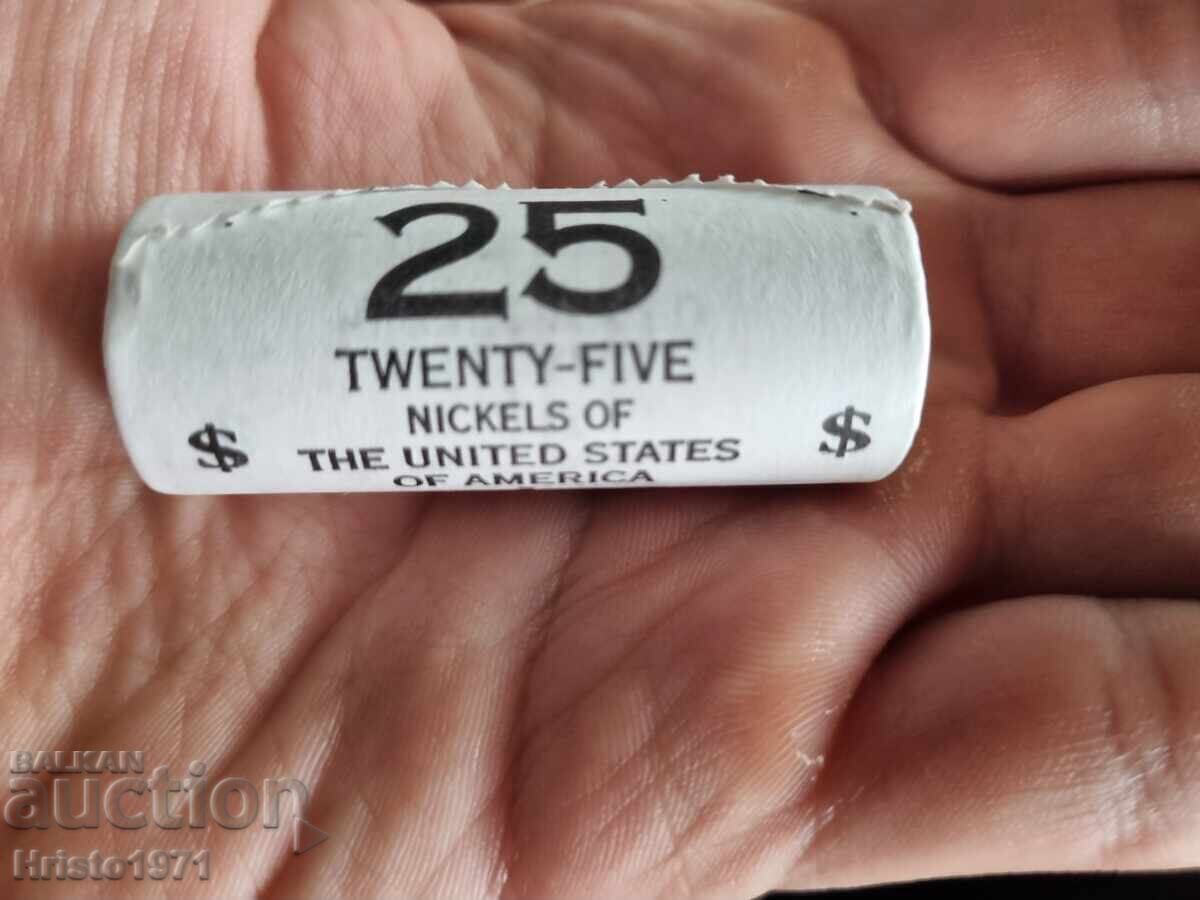 25
TWENTY-FIVE
NICKELS OF
$ THE UNITED STATES $
OF AMERICA
BALKAN
auction
Hristo1971